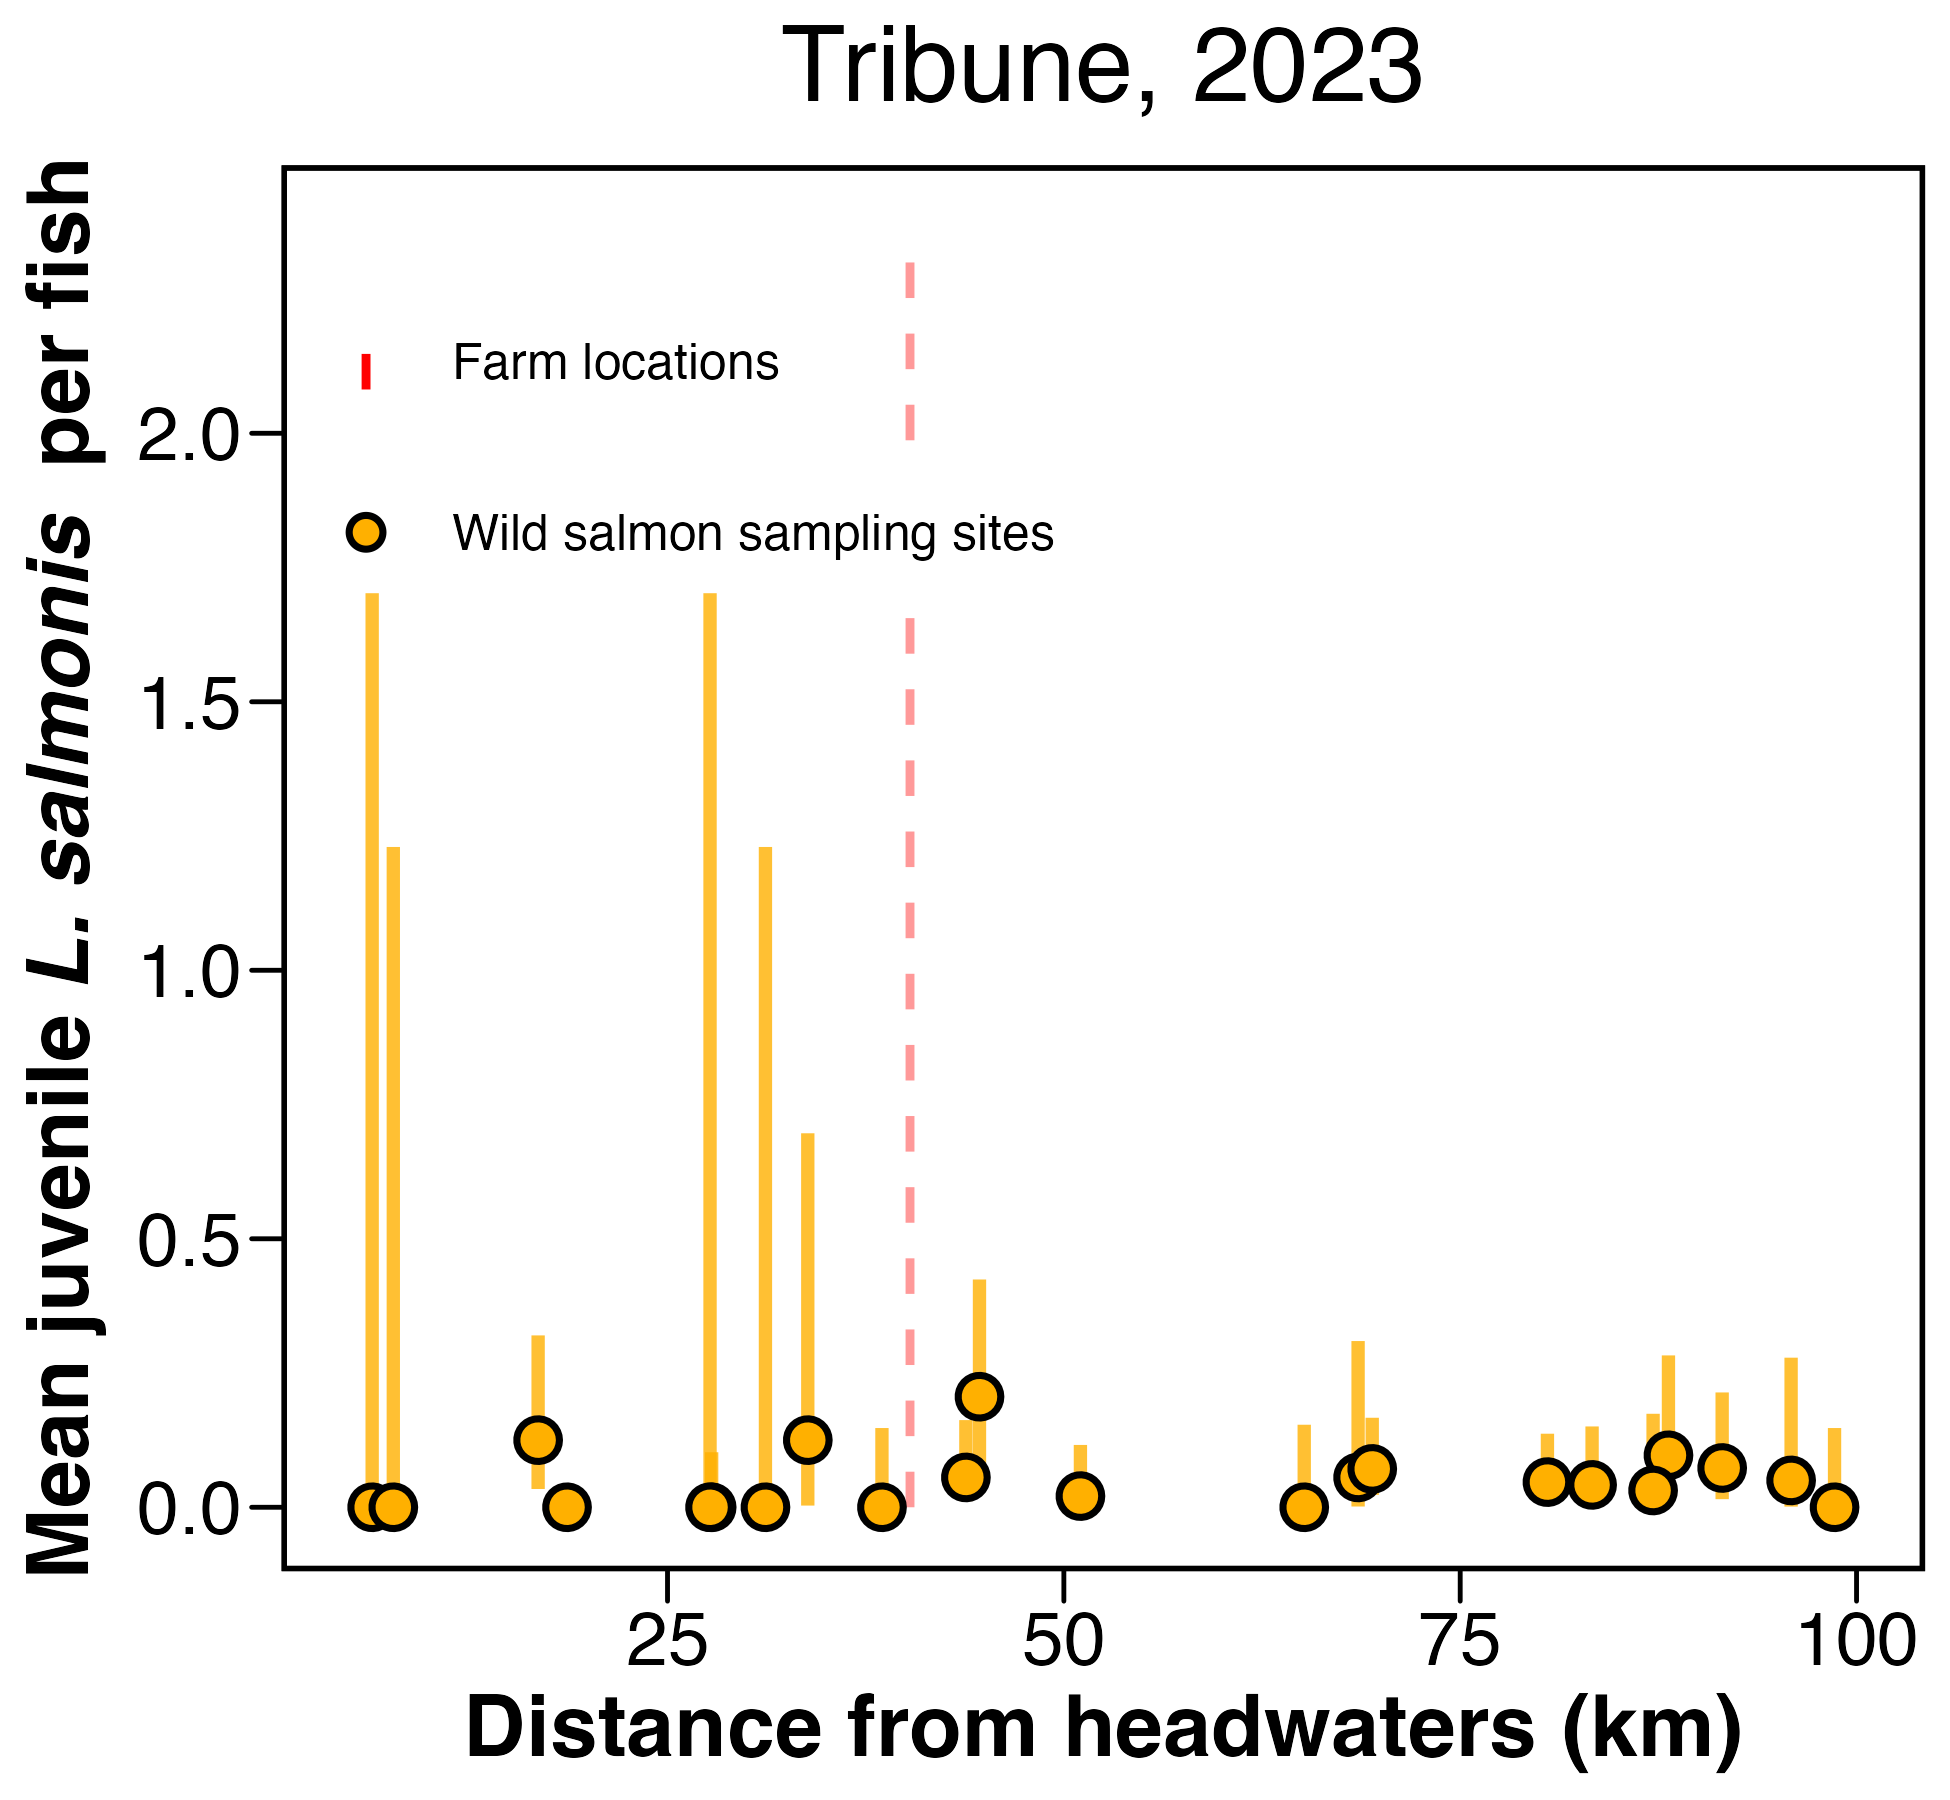 Tribune, 2023
Mean juvenile L. salmonis per fish
Farm locations
Wild salmon sampling sites
2.0
1.5
1.0
0.5
0.0
25 50 75 100
Distance from headwaters (km)